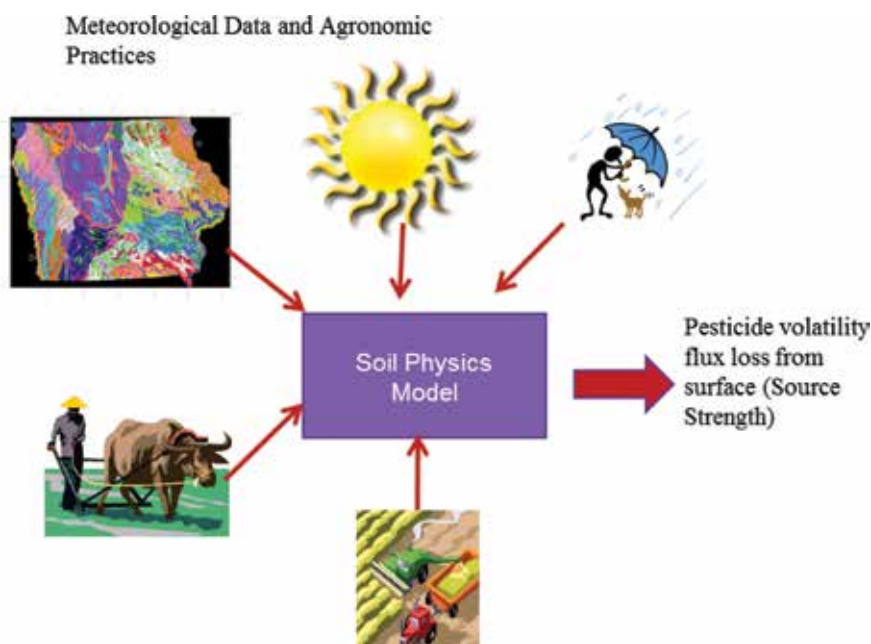 Meteorological Data and Agronomic
Practices
Soil Physics
Model
Pesticide volatility
flux loss from
surface (Source
Strength)